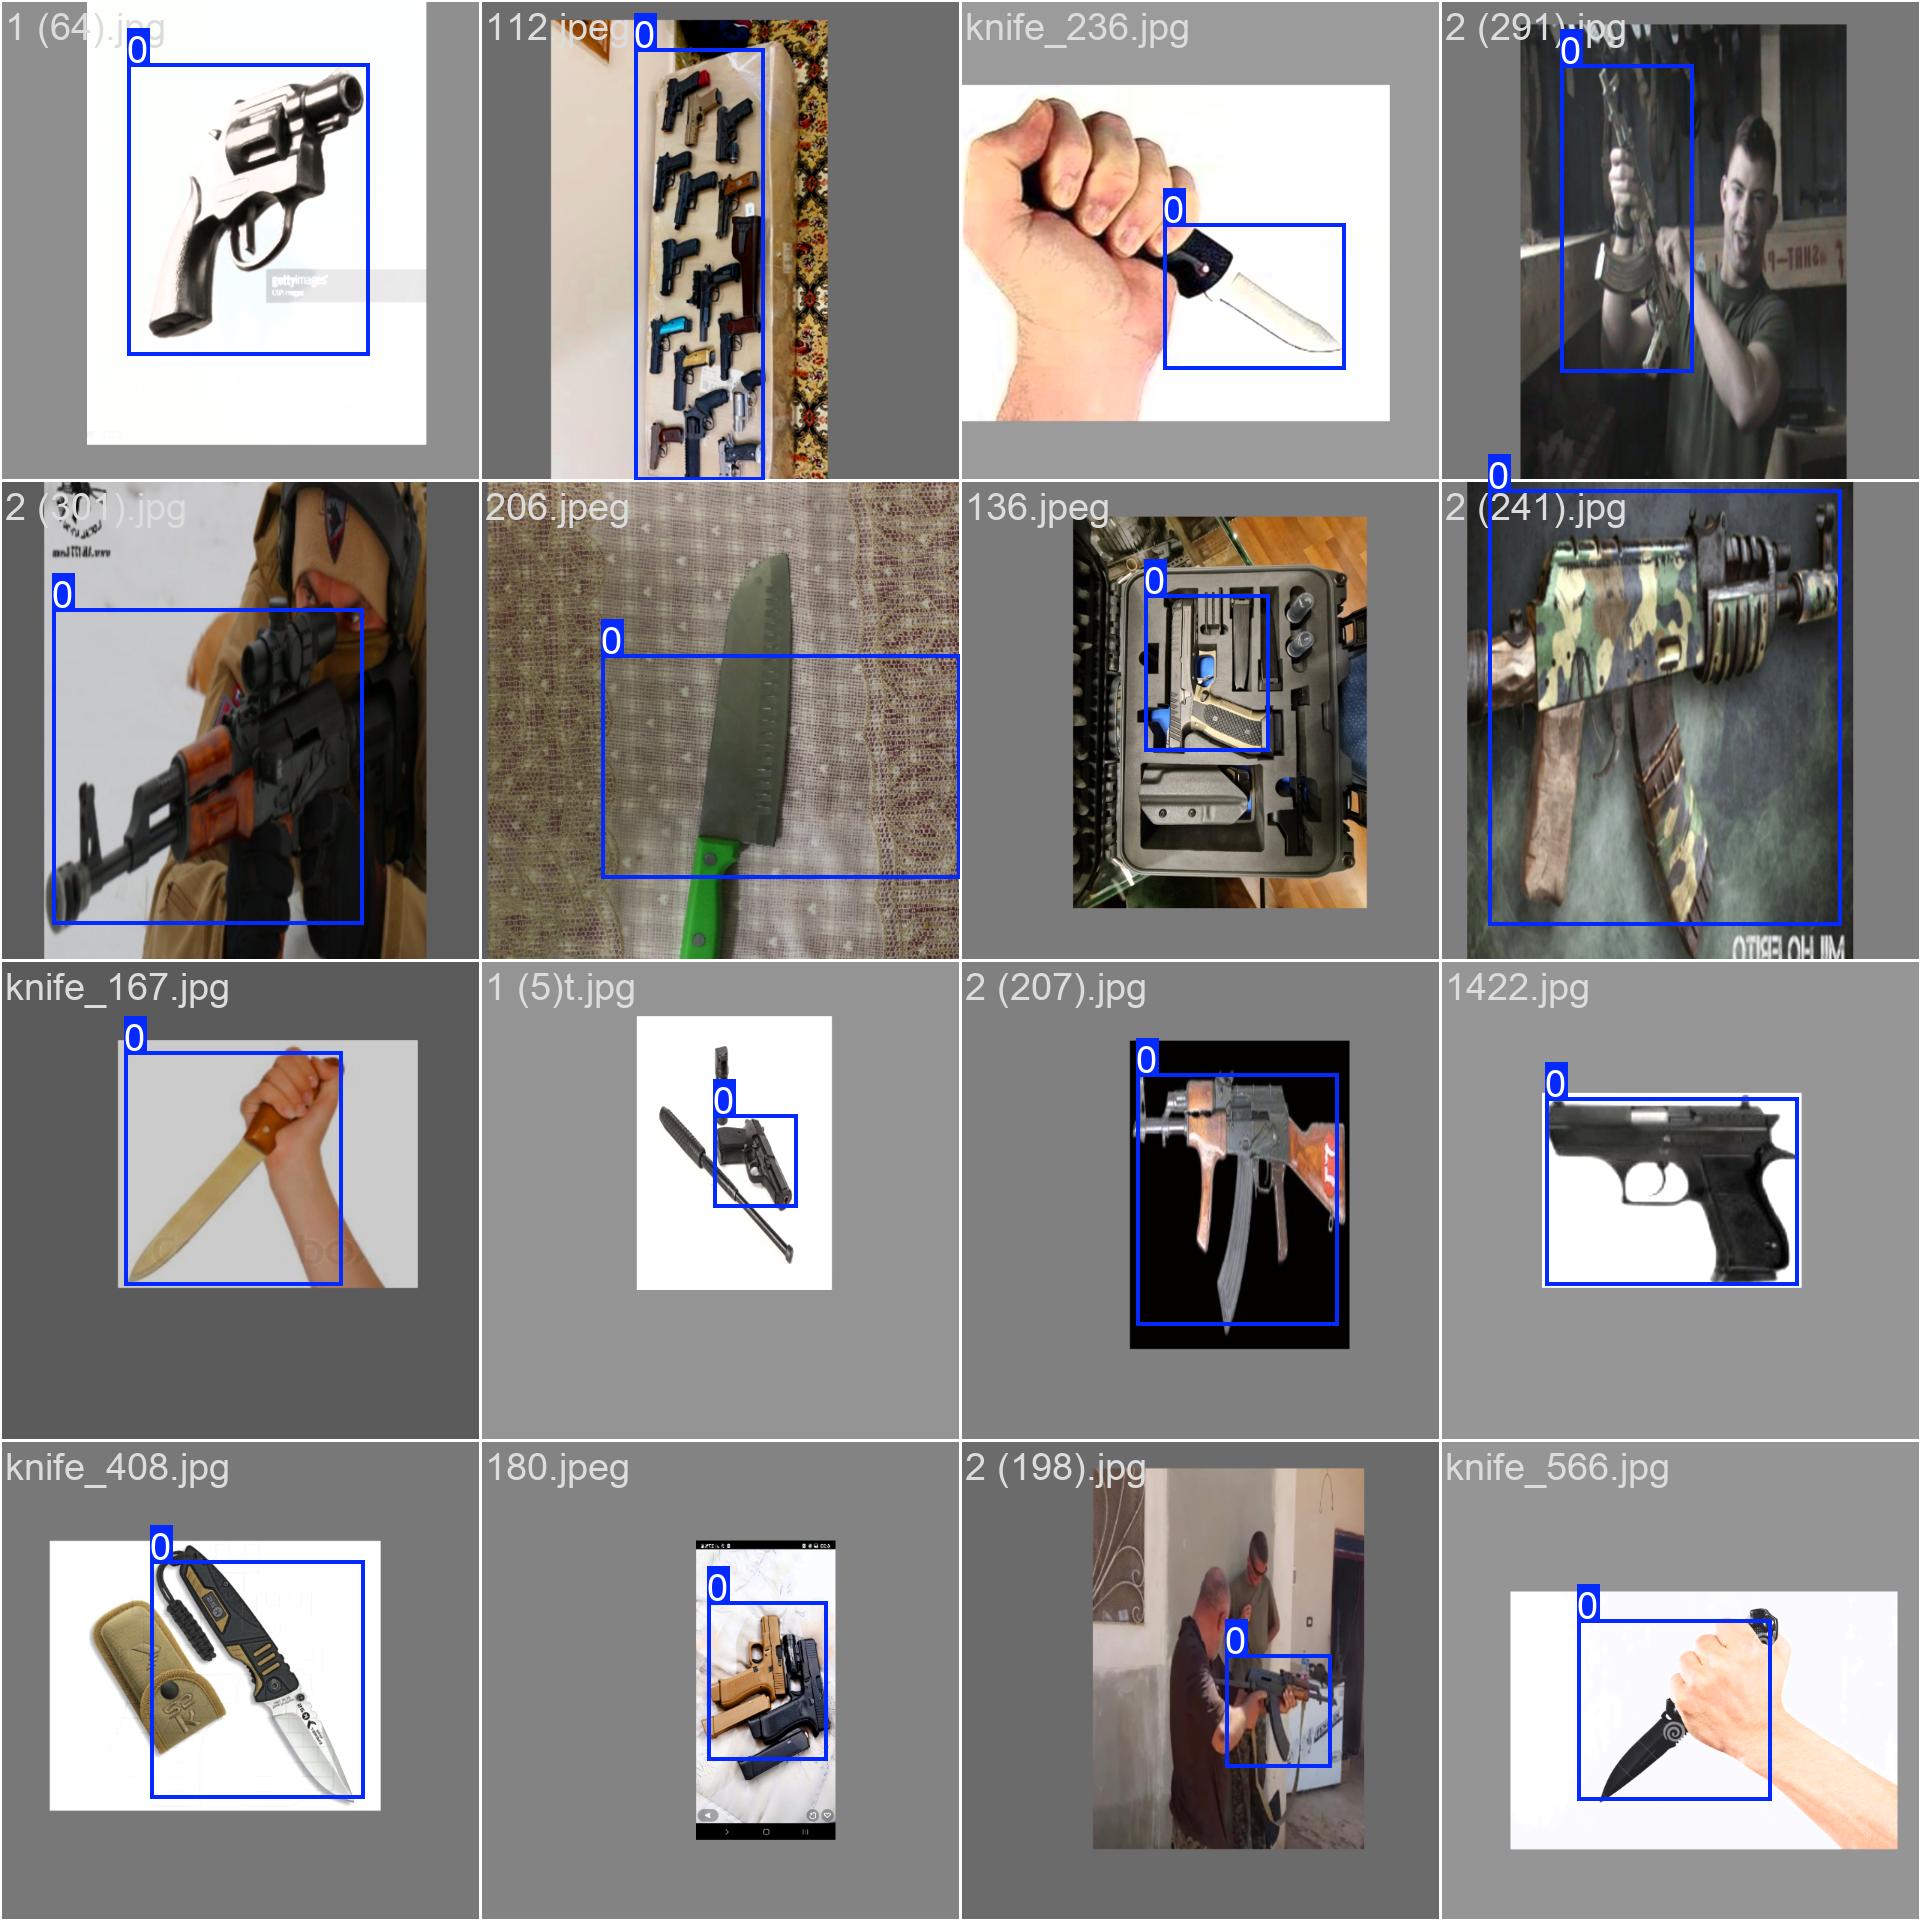 1 (64).jpg
0
gettyimages
112.jpeg
0
knife_236.jpg
0
2 (291).jpg
0
2 (301).jpg
0
206.jpeg
0
136.jpeg
0
2 (241).jpg
0
knife_167.jpg
0
1 (5)t.jpg
0
2 (207).jpg
0
1422.jpg
0
knife_408.jpg
0
180.jpeg
0
2 (198).jpg
0
knife_566.jpg
0